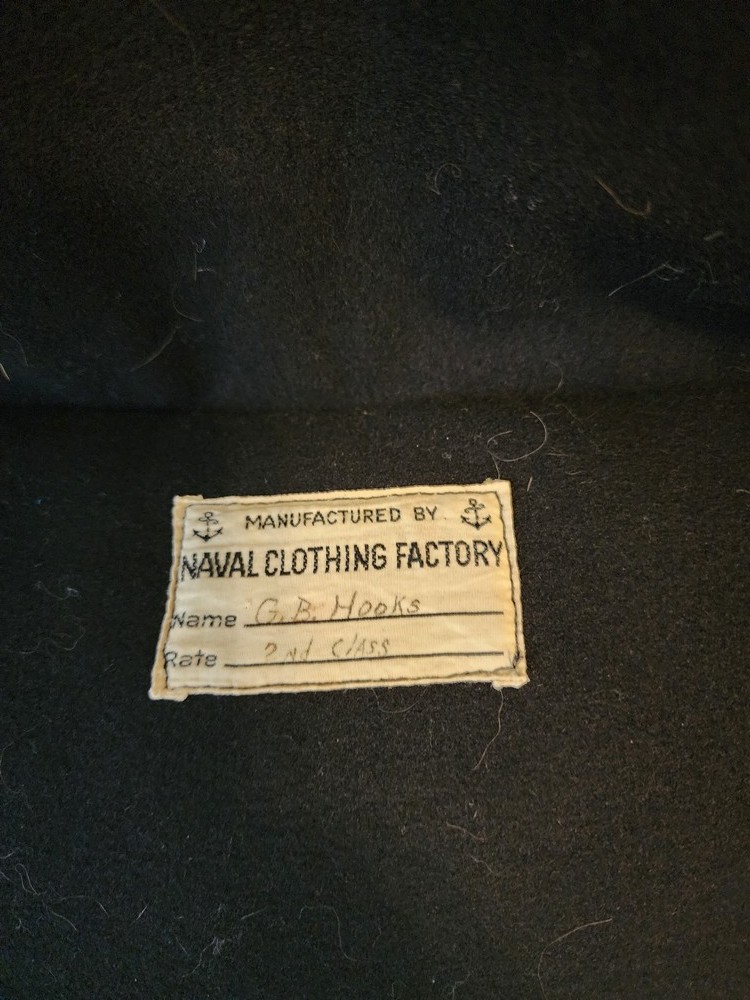 MANUFACTURED BY
NAVAL CLOTHING FACTORY
Name G.B. Hooks
Rate 2nd Class